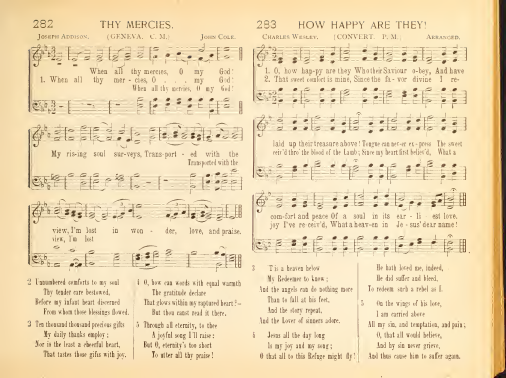 282 THY MERCIES.
Joseph Addison. (GENEVA. C. M.) John Cole.
When all thy mercies, O my God!
1. When all thy mer - cies, O . . . my God!
When all thy mercies, O my God!
My ris-ing soul sur-veys, Trans-port - ed with the
Transported with the
view, I'm lost in won - der, love, and praise.
view, I'm lost
2 Unnumbered comforts to my soul
Thy tender care bestowed,
Before my infant heart discerned
From whom those blessings flowed.
3 Ten thousand thousand precious gifts
My daily thanks employ;
Nor is the least a cheerful heart,
That tastes those gifts with joy.
4 O, how can words with equal warmth
The gratitude declare
That glows within my raptured heart?—
But thou canst read it there.
5 Through all eternity, to thee
A joyful song I'll raise:
But O, eternity's too short
To utter all thy praise!
283 HOW HAPPY ARE THEY!
Charles Wesley. (CONVERT. P. M.) Arranged.
1. O, how hap-py are they Who their Saviour o-bey, And have
2. That sweet comfort is mine, Since the fa - vor divine I re-
laid up their treasure above! Tongue can nev-er ex-press The sweet
ceiv'd thro' the blood of the Lamb; Since my heart first believ'd, What a
com-fort and peace Of a soul in its ear - li - est love.
joy I've re-ceiv'd, What a heav-en in Je - sus' dear name!
3 'T is a heaven below
My Redeemer to know;
And the angels can do nothing more
Than to fall at his feet,
And the story repeat,
And the Lover of sinners adore.
4 Jesus all the day long
Is my joy and my song;
O that all to this Refuge might fly!
He hath loved me, indeed,
He did suffer and bleed,
To redeem such a rebel as I.
5 On the wings of his love,
I am carried above
All my sin, and temptation, and pain;
O, that all would believe,
And by sin never grieve,
And thus cause him to suffer again.